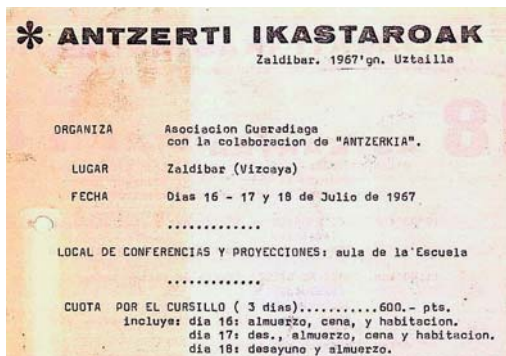 * ANTZERTI IKASTAROAK
Zaldibar. 1967'gn. Uztailla
ORGANIZA Asociacion Gueradiaga
con la colaboracion de "ANTZERKIA".
LUGAR Zaldibar (Vizcaya)
FECHA Dias 16 - 17 y 18 de Julio de 1967
.............
LOCAL DE CONFERENCIAS Y PROYECCIONES: aula de la Escuela
.............
CUOTA POR EL CURSILLO ( 3 dias)...........600.- pts.
incluye: dia 16: almuerzo, cena, y habitacion.
dia 17: des., almuerzo, cena y habitacion.
dia 18: desayuno y almuerzo.